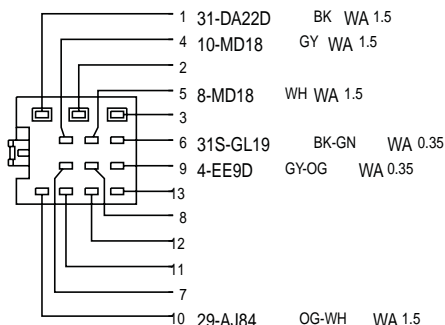 1 31-DA22D BK WA 1.5
4 10-MD18 GY WA 1.5
2
5 8-MD18 WH WA 1.5
3
6 31S-GL19 BK-GN WA 0.35
9 4-EE9D GY-OG WA 0.35
13
8
12
11
7
10 29-AJ84 OG-WH WA 1.5